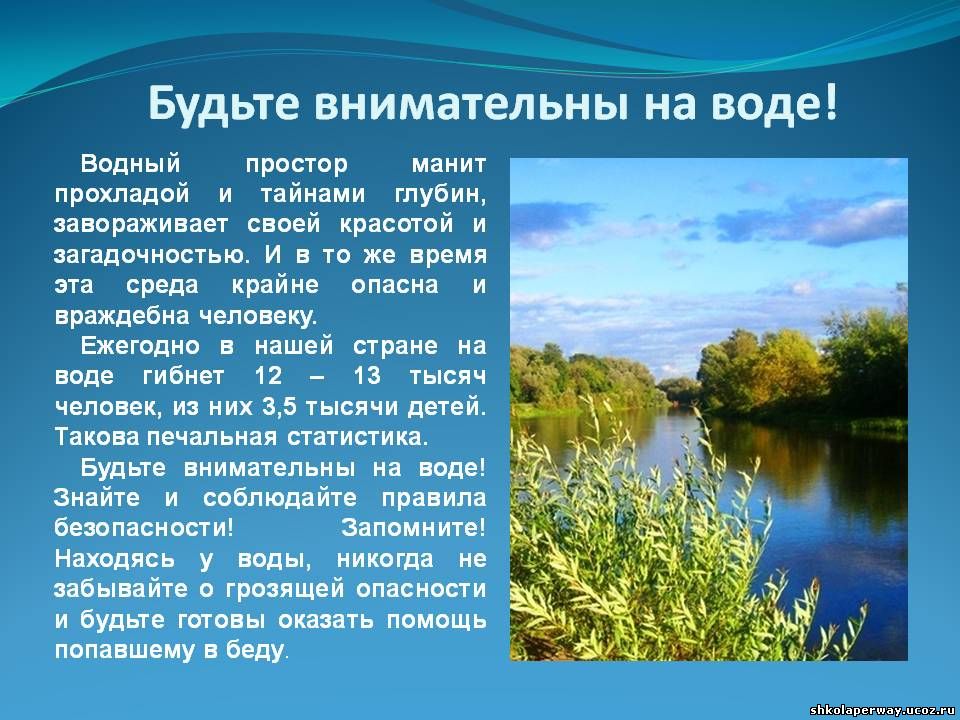 Будьте внимательны на воде!
Водный простор манит
прохладой и тайнами глубин,
завораживает своей красотой и
загадочностью. И в то же время
эта среда крайне опасна и
враждебна человеку.
Ежегодно в нашей стране на
воде гибнет 12 – 13 тысяч
человек, из них 3,5 тысячи детей.
Такова печальная статистика.
Будьте внимательны на воде!
Знайте и соблюдайте правила
безопасности! Запомните!
Находясь у воды, никогда не
забывайте о грозящей опасности
и будьте готовы оказать помощь
попавшему в беду.
shkolaperway.ucoz.ru